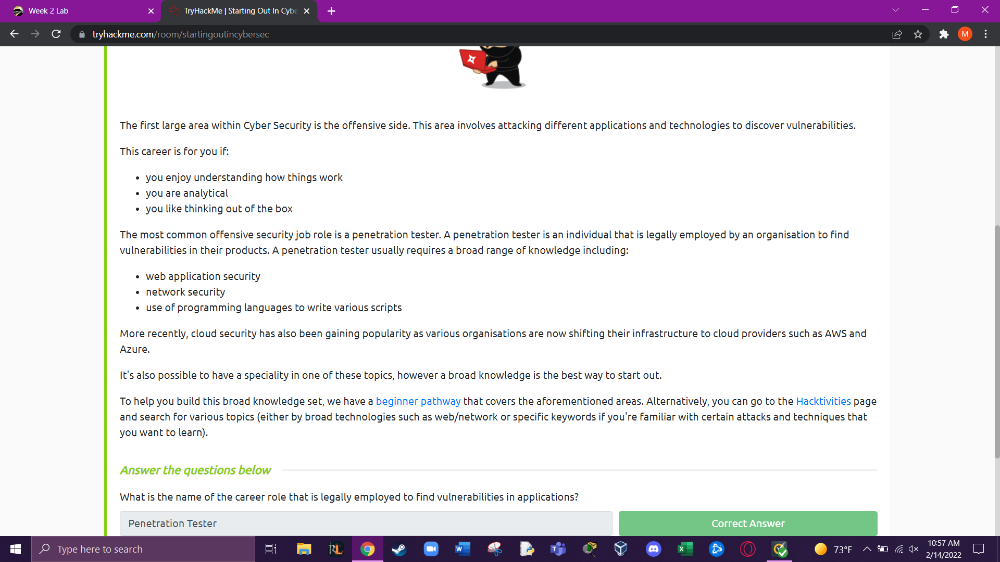 Week 2 Lab
TryHackMe | Starting Out In Cybe
tryhackme.com/room/startingoutincybersec
M
The first large area within Cyber Security is the offensive side. This area involves attacking different applications and technologies to discover vulnerabilities.
This career is for you if:
• you enjoy understanding how things work
• you are analytical
• you like thinking out of the box
The most common offensive security job role is a penetration tester. A penetration tester is an individual that is legally employed by an organisation to find
vulnerabilities in their products. A penetration tester usually requires a broad range of knowledge including:
• web application security
• network security
• use of programming languages to write various scripts
More recently, cloud security has also been gaining popularity as various organisations are now shifting their infrastructure to cloud providers such as AWS and
Azure.
It's also possible to have a speciality in one of these topics, however a broad knowledge is the best way to start out.
To help you build this broad knowledge set, we have a beginner pathway that covers the aforementioned areas. Alternatively, you can go to the Hacktivities page
and search for various topics (either by broad technologies such as web/network or specific keywords if you're familiar with certain attacks and techniques that
you want to learn).
Answer the questions below
What is the name of the career role that is legally employed to find vulnerabilities in applications?
Penetration Tester
Correct Answer
Type here to search
73°F
10:57 AM
2/14/2022